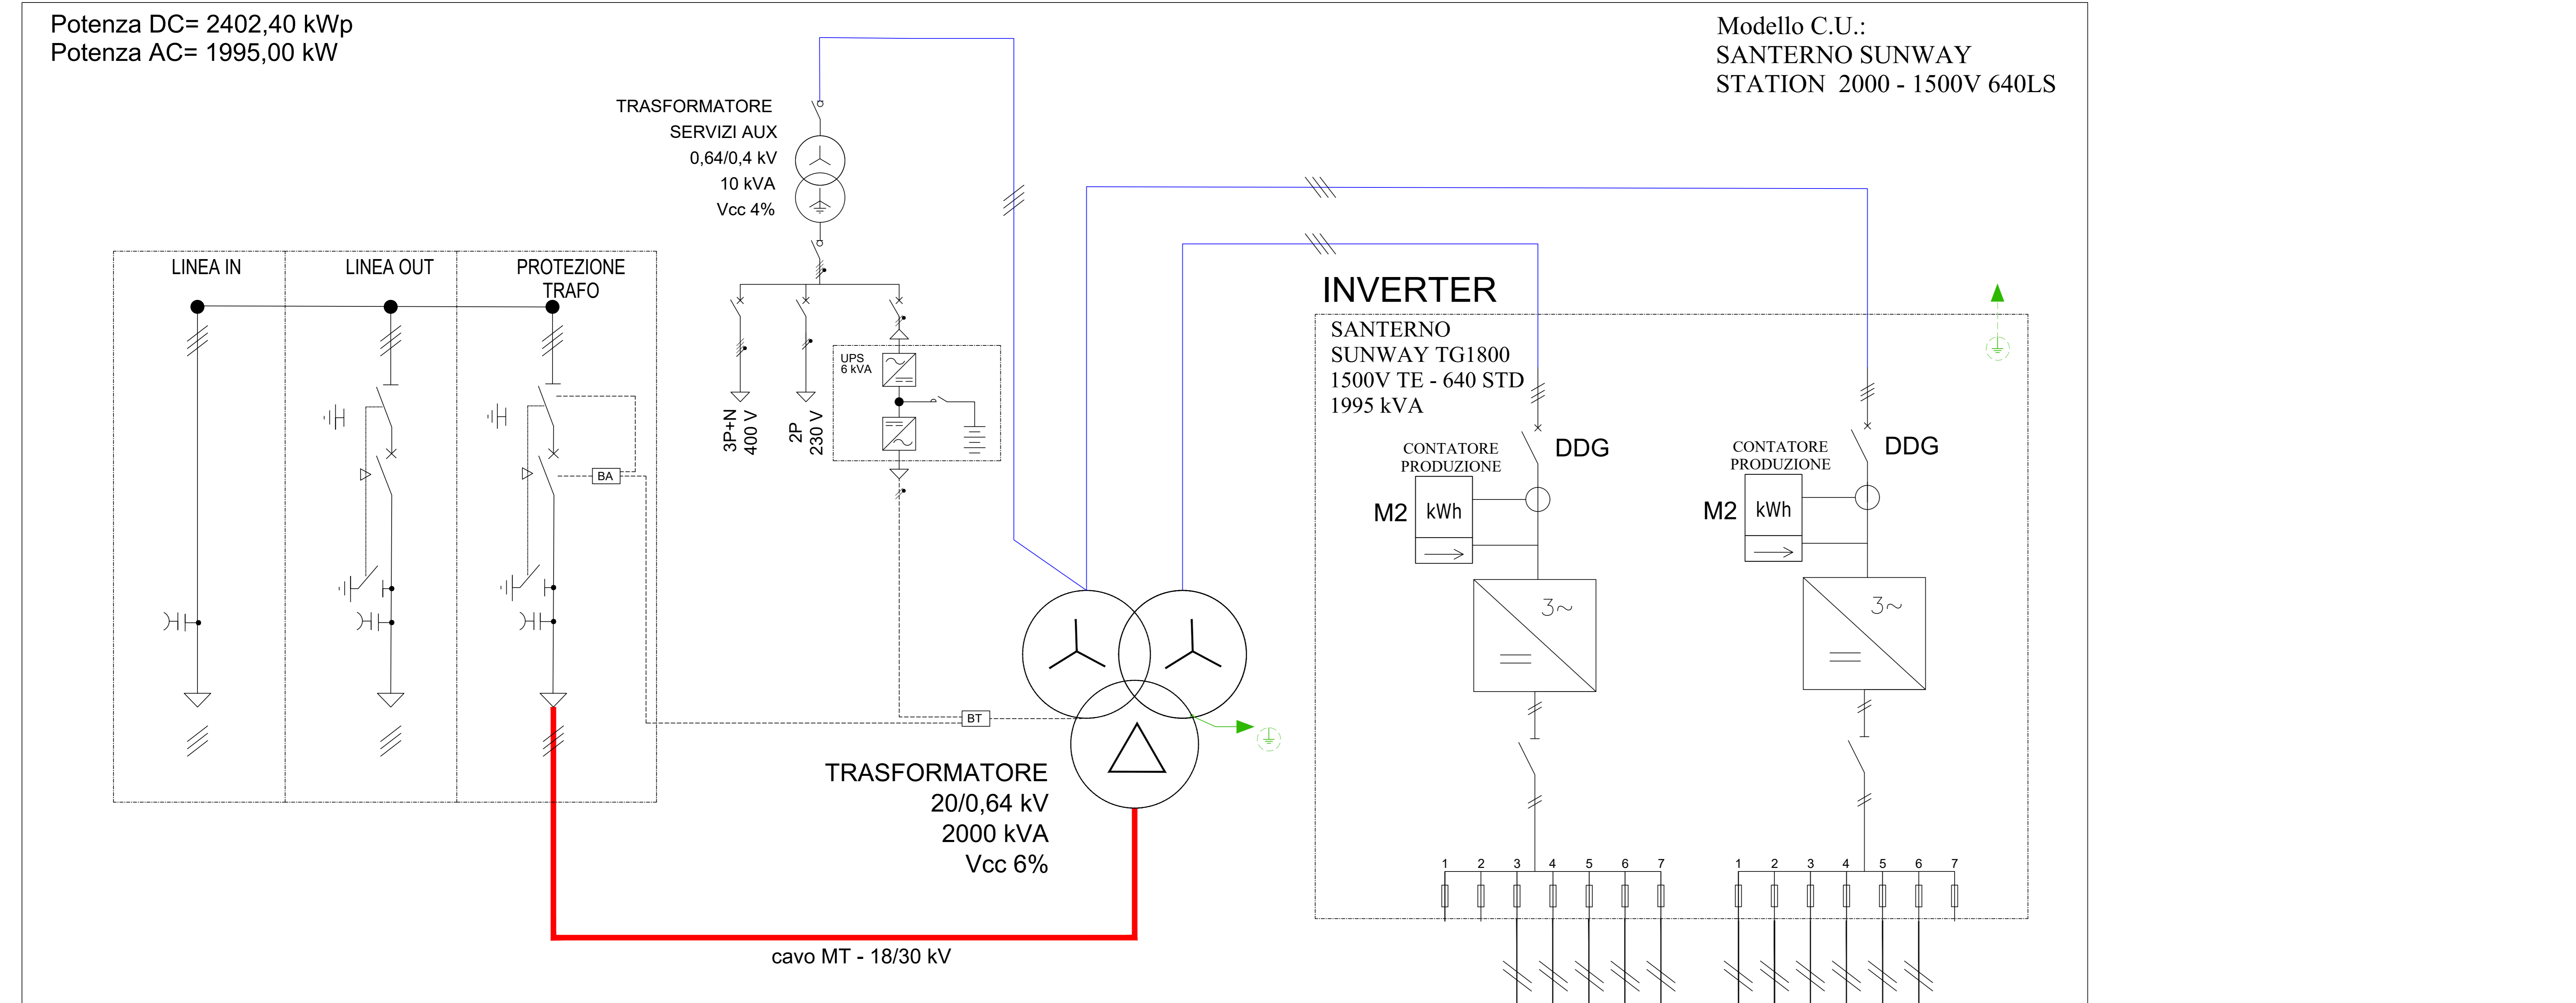 Potenza DC= 2402,40 kWp
Potenza AC= 1995,00 kW
Modello C.U.:
SANTERNO SUNWAY
STATION 2000 - 1500V 640LS
TRASFORMATORE
SERVIZI AUX
0,64/0,4 kV
10 kVA
Vcc 4%
LINEA IN
LINEA OUT
PROTEZIONE
TRAFO
BA
3P+N
400 V
2P
230 V
UPS
6 kVA
BT
TRASFORMATORE
20/0,64 kV
2000 kVA
Vcc 6%
cavo MT - 18/30 kV
INVERTER
SANTERNO
SUNWAY TG1800
1500V TE - 640 STD
1995 kVA
CONTATORE
PRODUZIONE
DDG
M2
kWh
3~
CONTATORE
PRODUZIONE
DDG
M2
kWh
3~
1 2 3 4 5 6 7
1 2 3 4 5 6 7